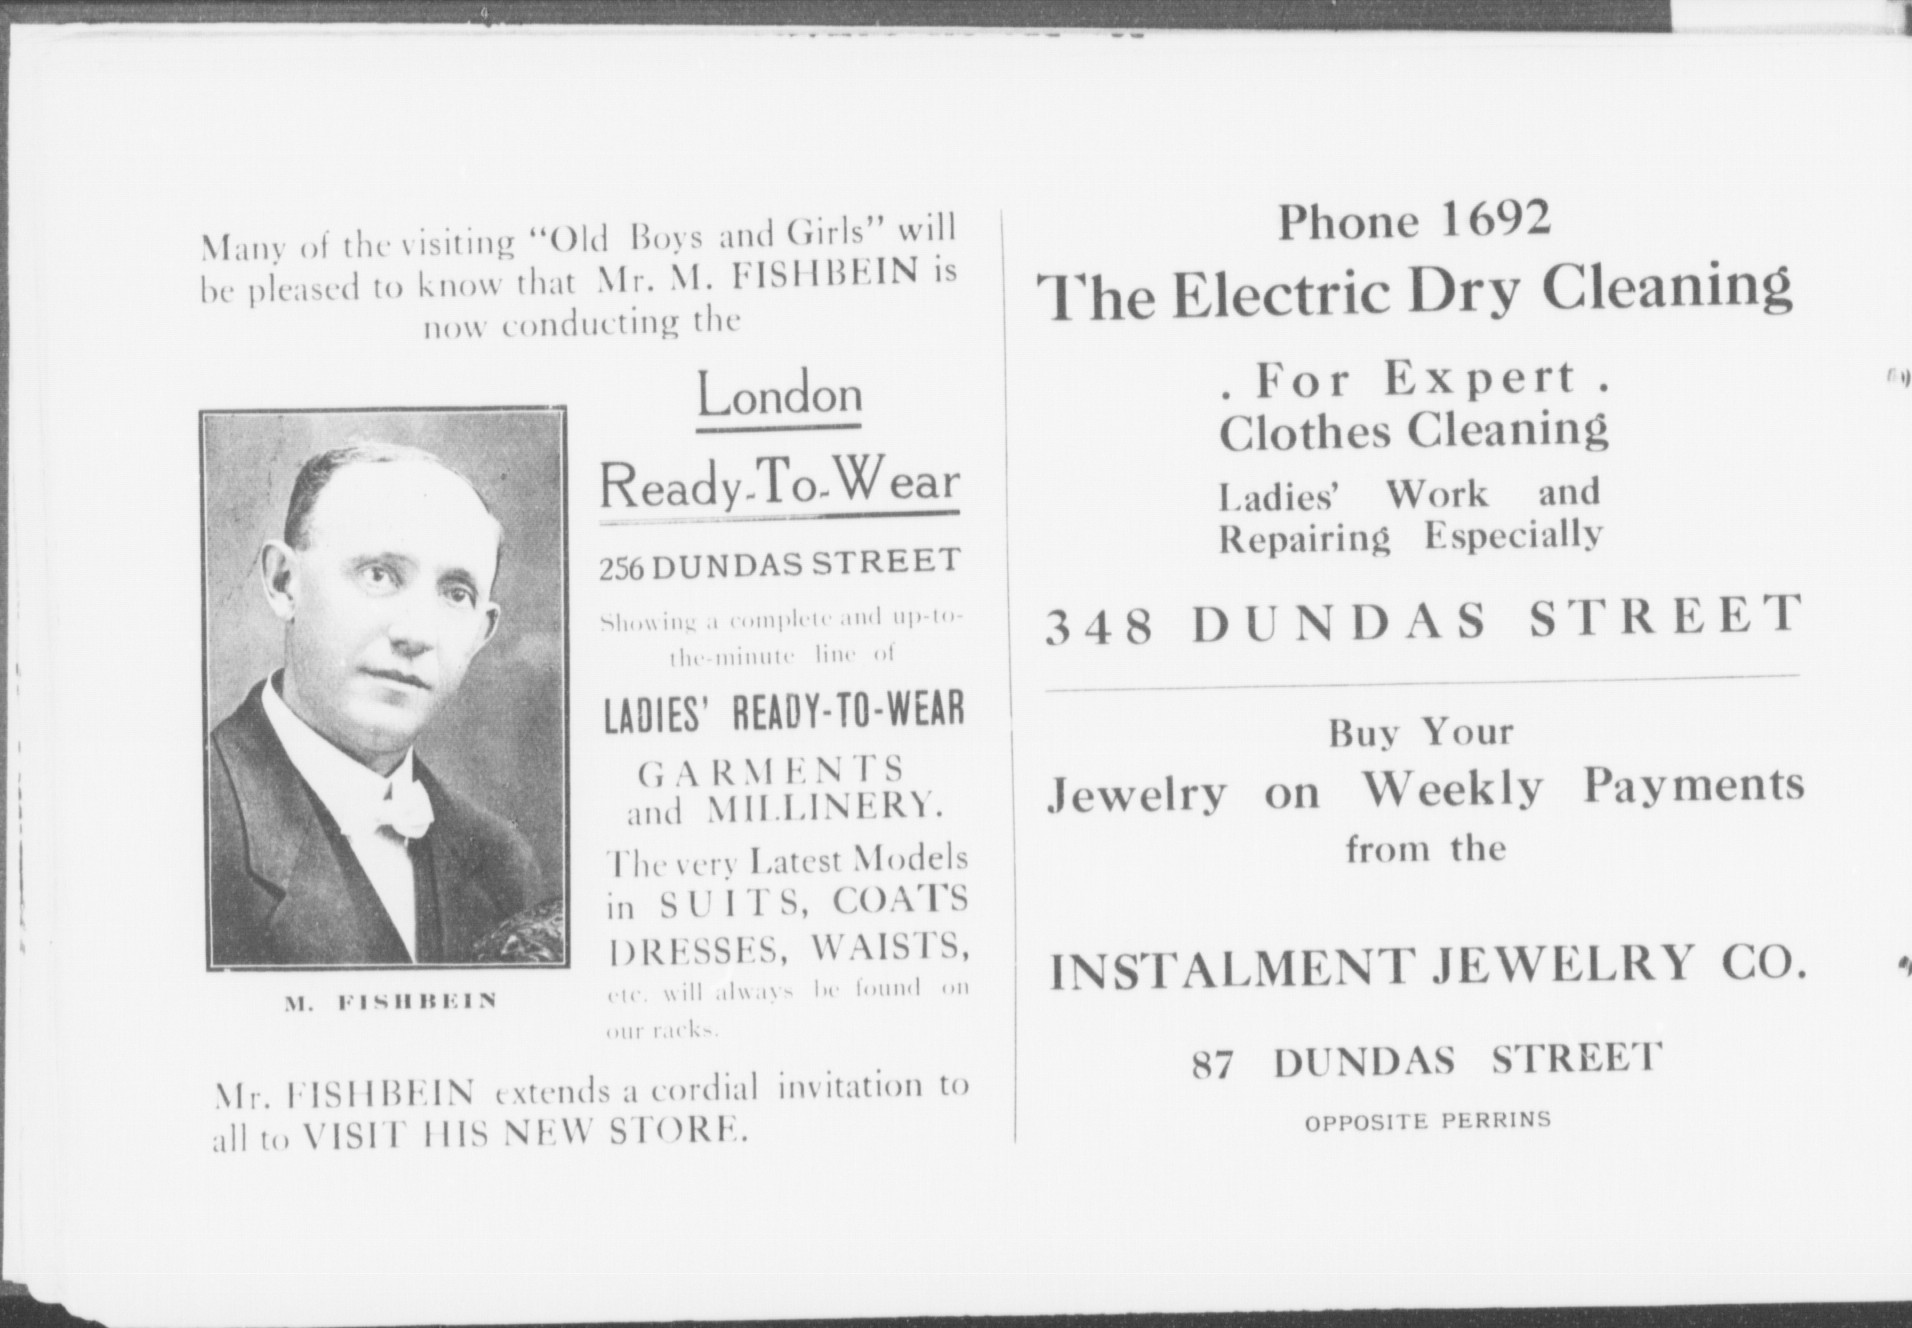 Many of the visiting “Old Boys and Girls” will
be pleased to know that Mr. M. FISHBEIN is
now conducting the
London
Ready-To-Wear
256 DUNDAS STREET
Showing a complete and up-to-
the-minute line of
LADIES' READY-TO-WEAR
GARMENTS
and MILLINERY.
The very Latest Models
in SUITS, COATS
DRESSES, WAISTS,
etc. will always be found on
our racks.
M. FISHBEIN
Mr. FISHBEIN extends a cordial invitation to
all to VISIT HIS NEW STORE.
Phone 1692
The Electric Dry Cleaning
. For Expert .
Clothes Cleaning
Ladies' Work and
Repairing Especially
348 DUNDAS STREET
Buy Your
Jewelry on Weekly Payments
from the
INSTALMENT JEWELRY CO.
87 DUNDAS STREET
OPPOSITE PERRINS